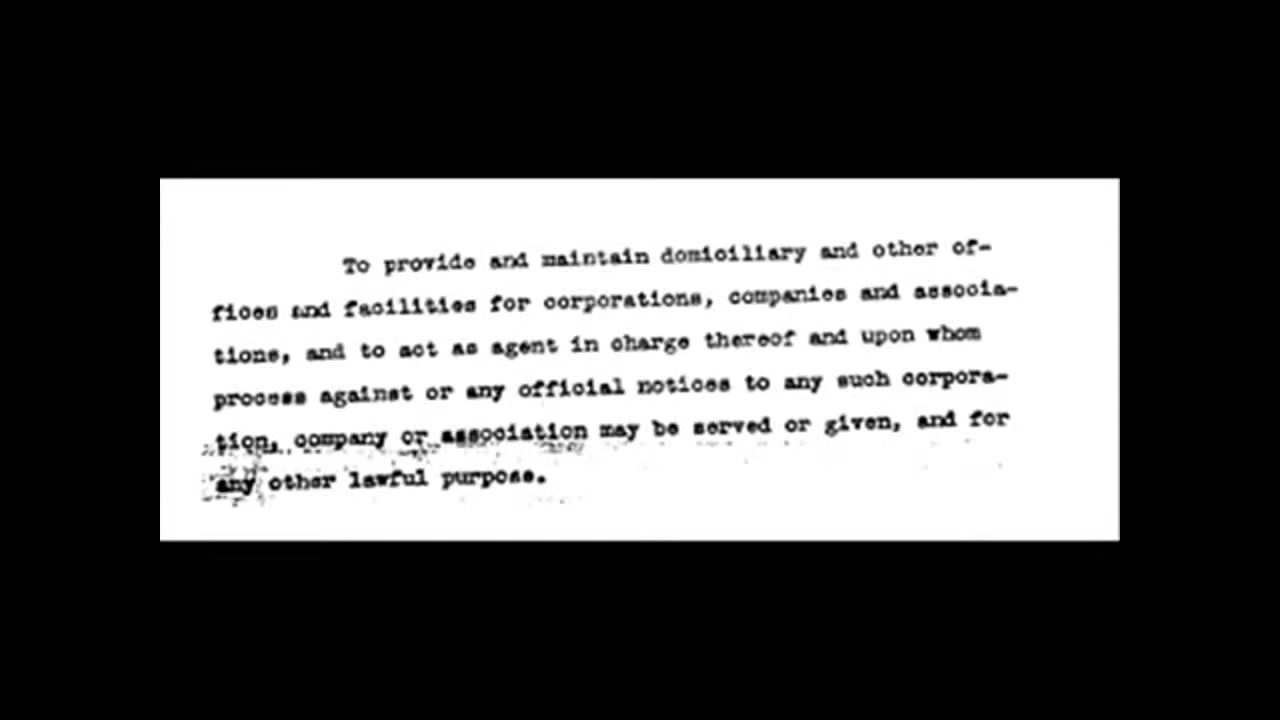 To provide and maintain domiciliary and other of-
fices and facilities for corporations, companies and associa-
tions, and to act as agent in charge thereof and upon whom
process against or any official notices to any such corpora-
tion, company or association may be served or given, and for
any other lawful purpose.